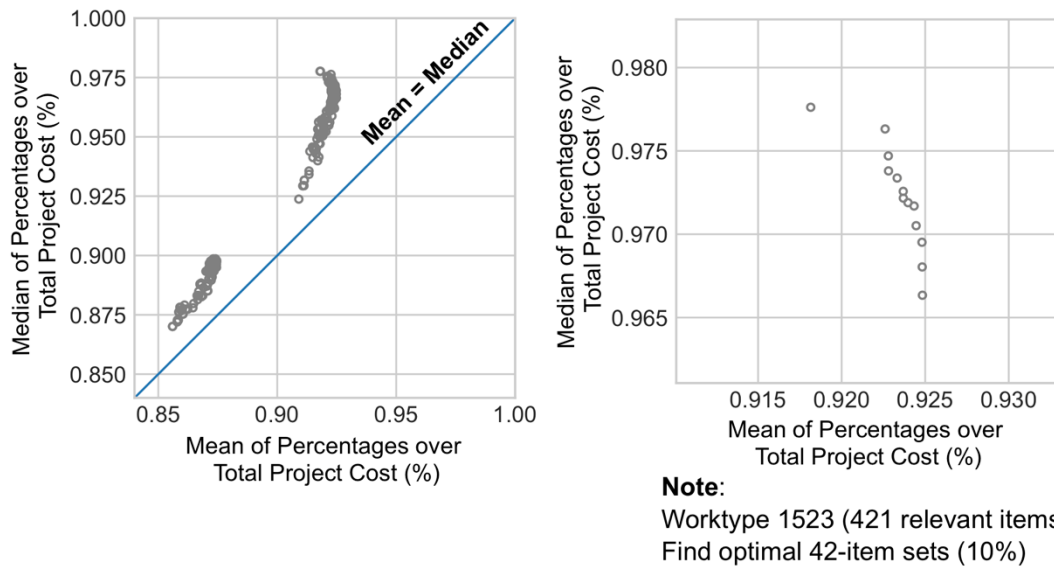 1.000
0.975
0.950
0.925
0.900
0.875
0.850
Median of Percentages over
Total Project Cost (%)
Mean = Median
0.85
0.90
0.95
1.00
Mean of Percentages over
Total Project Cost (%)
0.980
0.975
0.970
0.965
Median of Percentages over
Total Project Cost (%)
0.915
0.920
0.925
0.930
Mean of Percentages over
Total Project Cost (%)
Note:
Worktype 1523 (421 relevant items
Find optimal 42-item sets (10%)